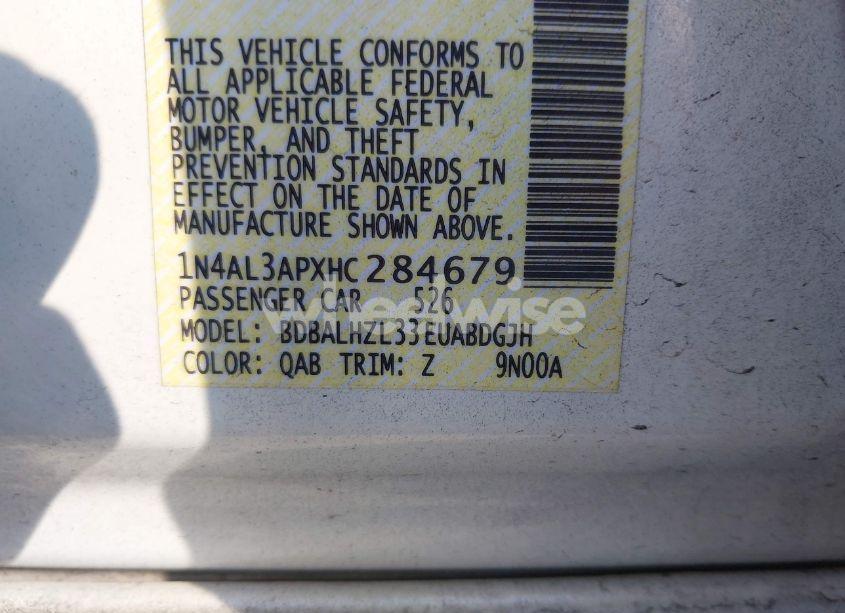 THIS VEHICLE CONFORMS TO
ALL APPLICABLE FEDERAL
MOTOR VEHICLE SAFETY,
BUMPER, AND THEFT
PREVENTION STANDARDS IN
EFFECT ON THE DATE OF
MANUFACTURE SHOWN ABOVE.
1N4AL3APXHC284679
PASSENGER CAR 526
wheelwise
MODEL: BDBALHZL33EUABDGJH
COLOR: QAB TRIM: Z 9N00A